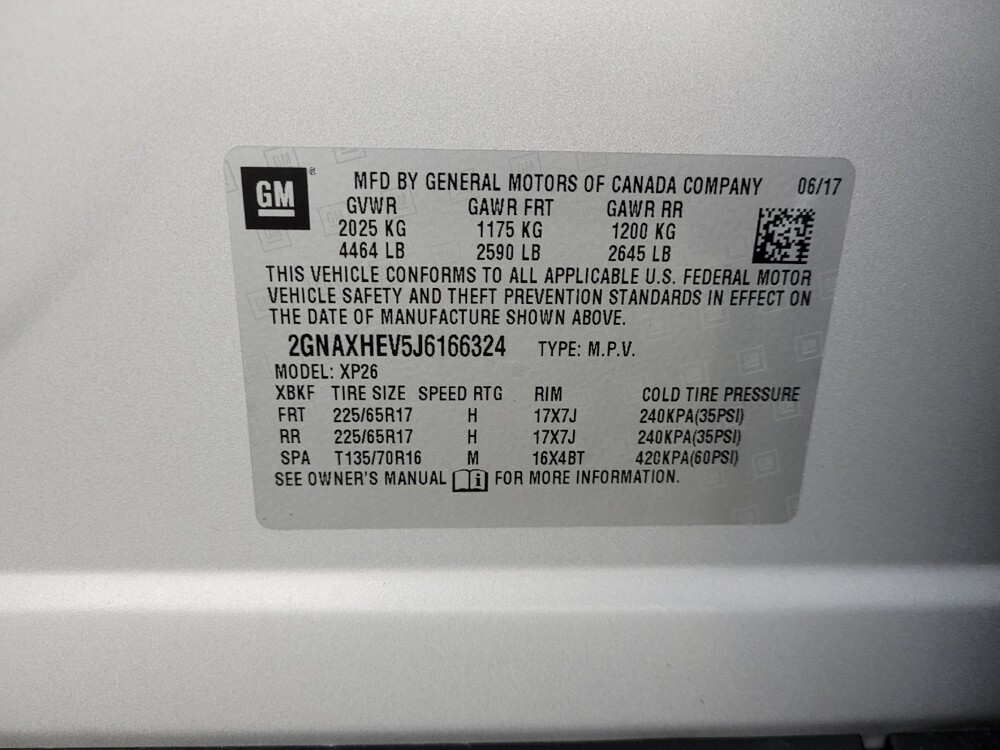 GM ® MFD BY GENERAL MOTORS OF CANADA COMPANY 06/17
GVWR GAWR FRT GAWR RR
2025 KG 1175 KG 1200 KG
4464 LB 2590 LB 2645 LB
THIS VEHICLE CONFORMS TO ALL APPLICABLE U.S. FEDERAL MOTOR
VEHICLE SAFETY AND THEFT PREVENTION STANDARDS IN EFFECT ON
THE DATE OF MANUFACTURE SHOWN ABOVE.
2GNAXHEV5J6166324 TYPE: M.P.V.
MODEL: XP26
XBKF TIRE SIZE SPEED RTG RIM COLD TIRE PRESSURE
FRT 225/65R17 H 17X7J 240KPA(35PSI)
RR 225/65R17 H 17X7J 240KPA(35PSI)
SPA T135/70R16 M 16X4BT 420KPA(60PSI)
SEE OWNER'S MANUAL i FOR MORE INFORMATION.